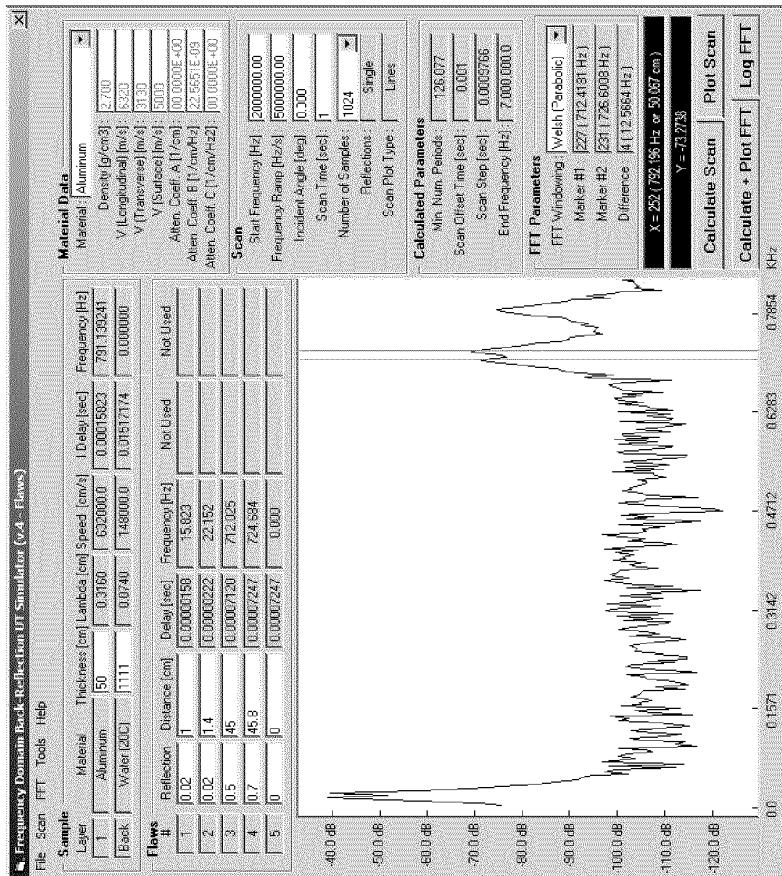 Frequency Domain Back-Reflection UT Simulator (v.4 - Flaws)
File Scan FFT Tools Help
Sample
Layer Material Thickness [cm] Lambda [cm] Speed [cm/s] I Delay [sec] Frequency [Hz]
1 Aluminum 50 0.3160 632000.0 0.00015823 791.139241
Back Water [20C] 1111 0.0740 148000.0 0.01517174 0.000000
Flaws
# Reflection Distance [cm] Delay [sec] Frequency [Hz] Not Used Not Used
1 0.02 1 0.00000158 15.823
2 0.02 1.4 0.00000222 22.152
3 0.5 45 0.00007120 712.025
4 0.7 45.8 0.00007247 724.684
5 0 0 0.00007247 0.000
-40.0 dB
-50.0 dB
-60.0 dB
-70.0 dB
-80.0 dB
-90.0 dB
-100.0 dB
-110.0 dB
-120.0 dB
0.0 0.1571 0.3142 0.4712 0.6283 0.7854 KHz
Material Data
Material: Aluminum
Density [g/cm3]: 2.700
V (Longitudinal) [m/s]: 6320
V (Transverse) [m/s]: 3130
V (Surface) [m/s]: 5000
Atten. Coeff. A [1/cm]: 00.0000E+00
Atten. Coeff. B [1/cm/Hz]: 22.5651E-09
Atten. Coeff. C [1/cm/Hz2]: 00.0000E+00
Scan
Start Frequency [Hz]: 2000000.00
Frequency Ramp [Hz/s]: 5000000.00
Incident Angle [deg]: 0.000
Scan Time [sec]: 1
Number of Samples: 1024
Reflections: Single
Scan Plot Type: Lines
Calculated Parameters
Min. Num. Periods: 126.077
Scan Offset Time [sec]: 0.001
Scan Step [sec]: 0.0009766
End Frequency [Hz]: 7,000,000.0
FFT Parameters
FFT Windowing: Welsh (Parabolic)
Marker #1 227 ( 712.4181 Hz )
Marker #2 231 ( 726.6038 Hz )
Difference 4 ( 12.5664 Hz )
X = 252 ( 792.196 Hz or 50.067 cm )
Y = -73.2738
Calculate Scan Plot Scan
Calculate + Plot FFT Log FFT